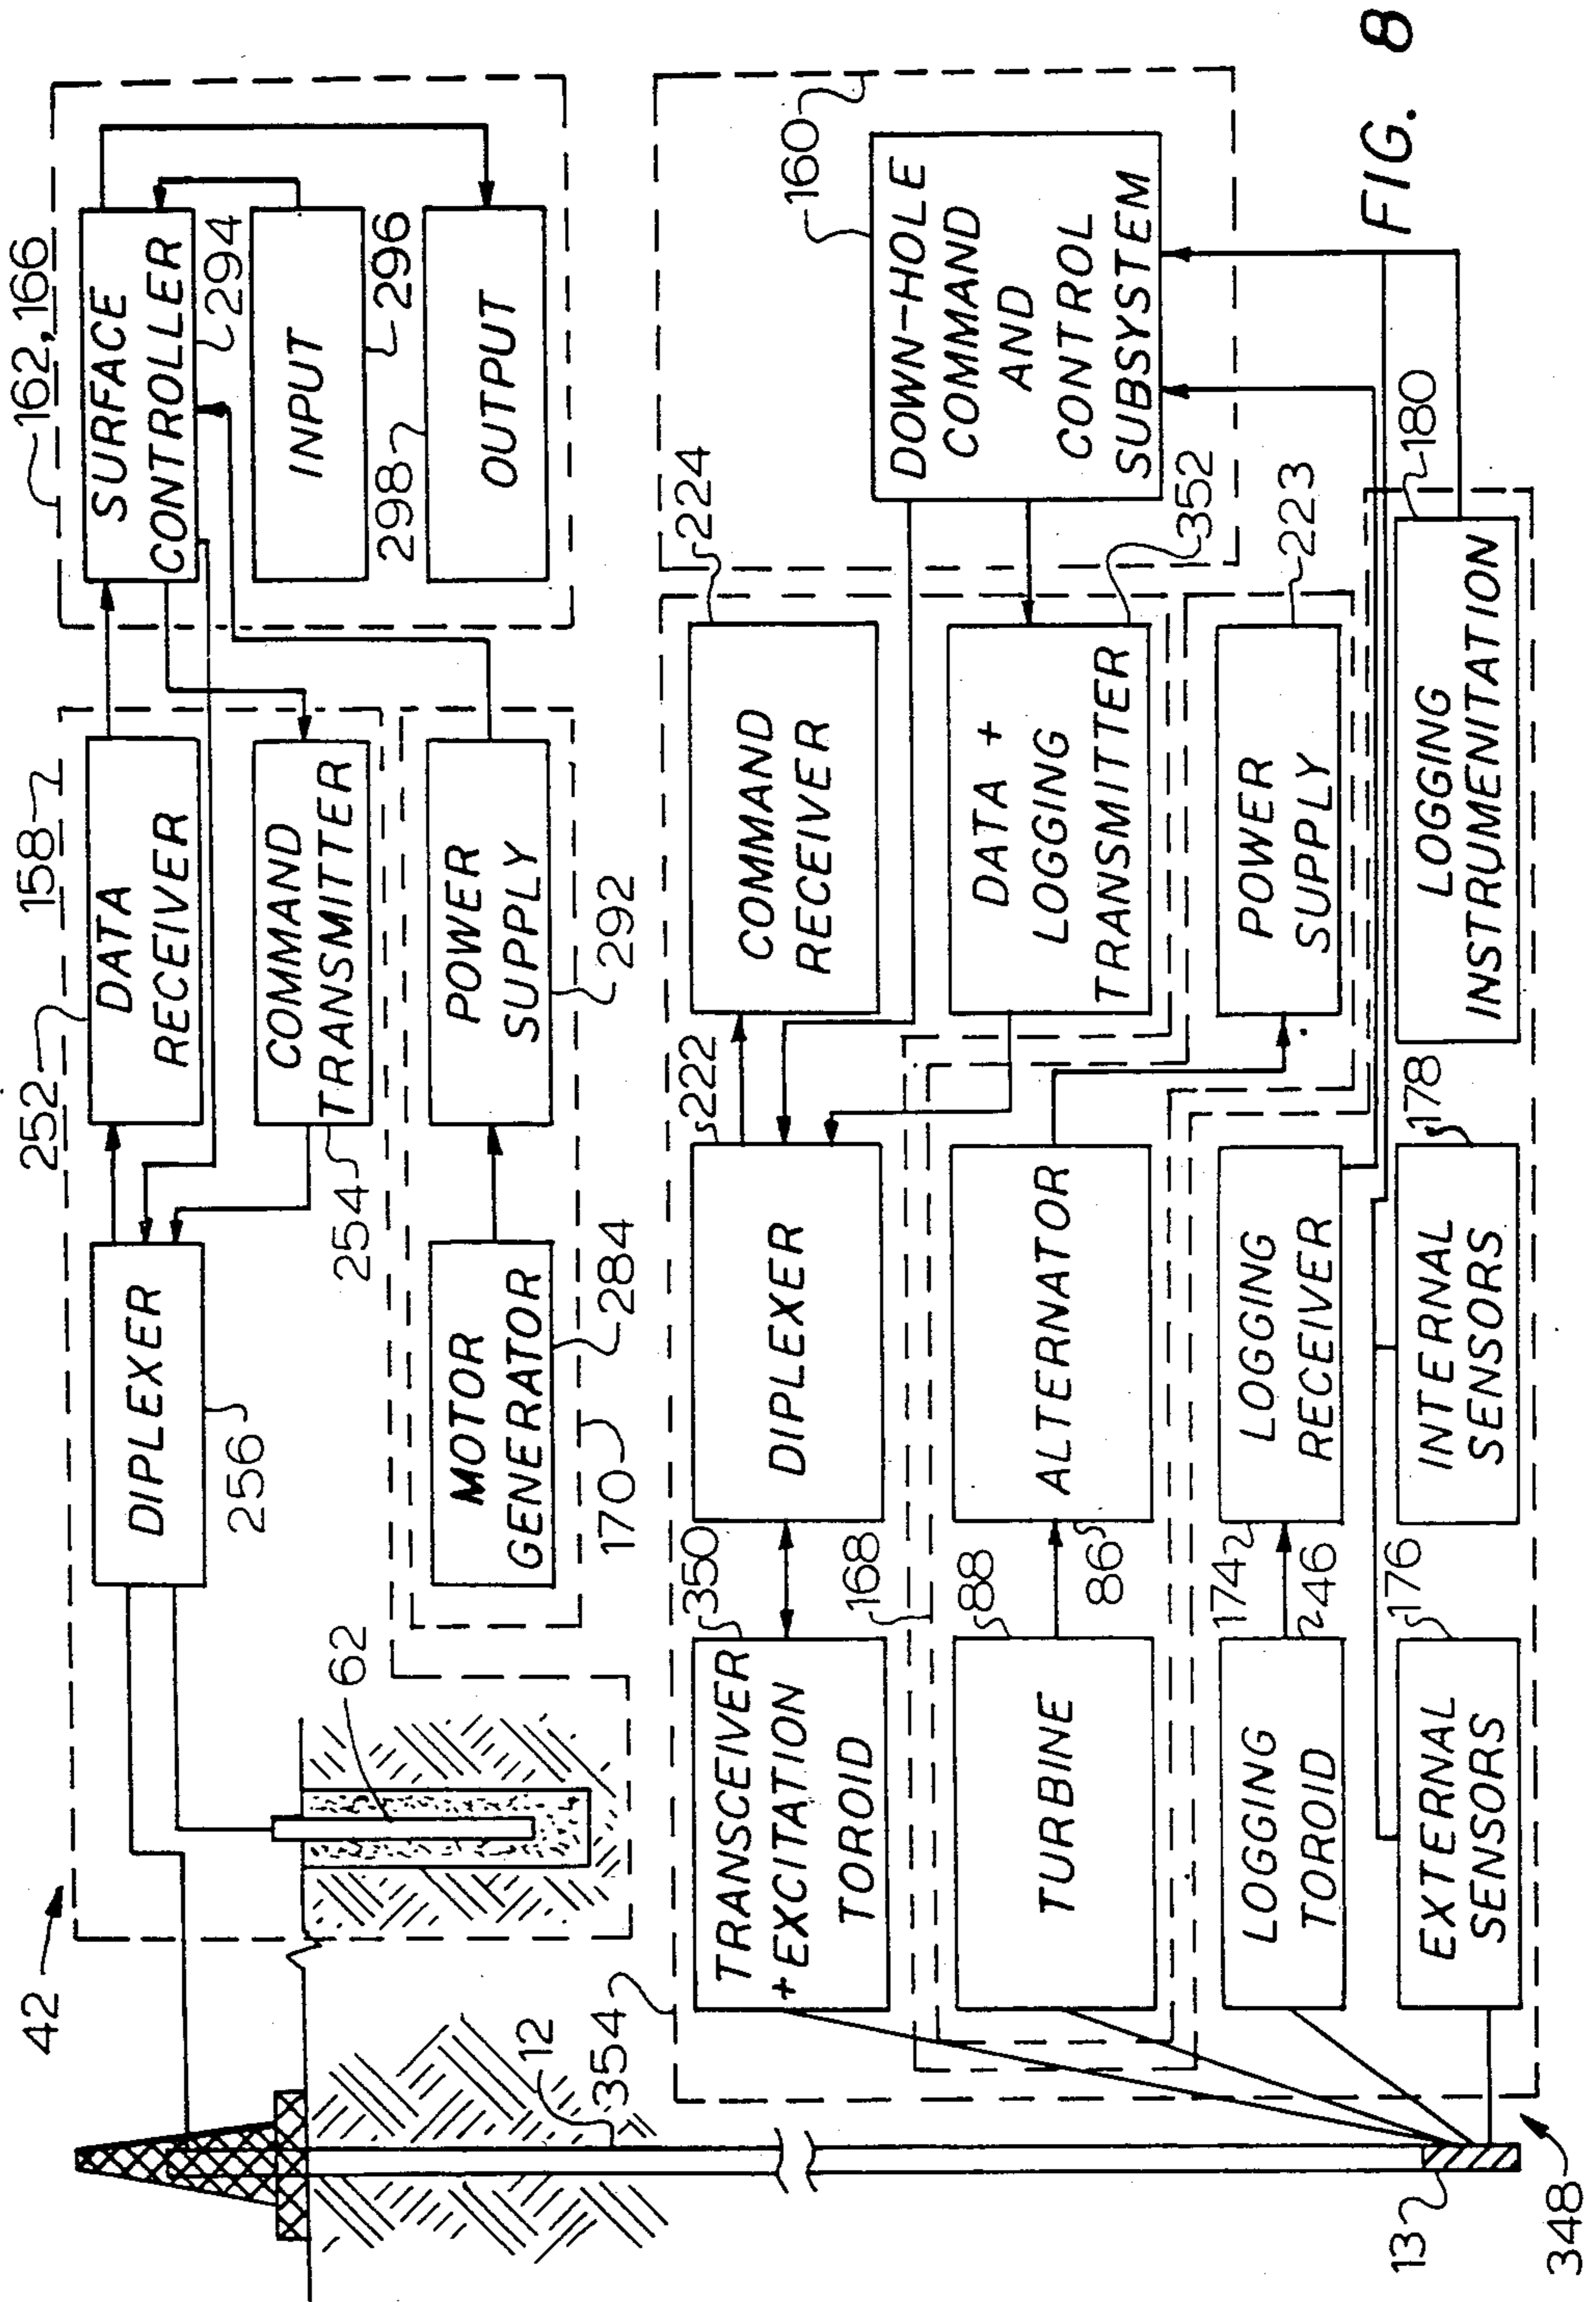 42
252
158
162, 166
DIPLEXER
256
DATA
RECEIVER
COMMAND
TRANSMITTER
254
SURFACE
CONTROLLER
294
INPUT
296
298
OUTPUT
62
MOTOR
GENERATOR
284
170
POWER
SUPPLY
292
12
354
TRANSCEIVER
+EXCITATION
TOROID
350
DIPLEXER
222
COMMAND
RECEIVER
224
160
DOWN-HOLE
COMMAND
AND
CONTROL
SUBSYSTEM
168
TURBINE
88
ALTERNATOR
86
DATA +
LOGGING
TRANSMITTER
352
POWER
SUPPLY
223
LOGGING
TOROID
46
174
LOGGING
RECEIVER
EXTERNAL
SENSORS
176
INTERNAL
SENSORS
178
LOGGING
INSTRUMENITATION
180
13
348
FIG. 8